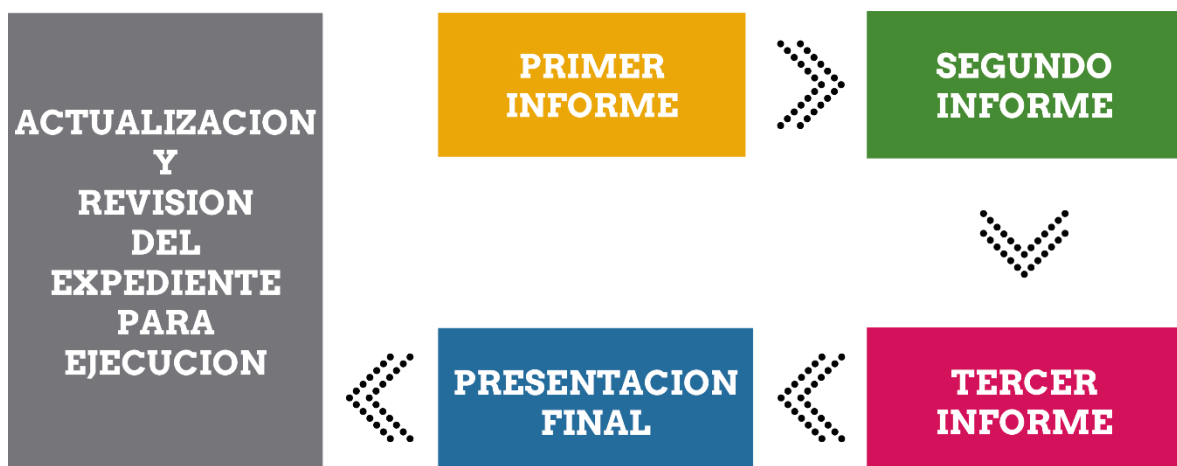 PRIMER
INFORME
SEGUNDO
INFORME
TERCER
INFORME
PRESENTACION
FINAL
ACTUALIZACION
Y
REVISION
DEL
EXPEDIENTE
PARA
EJECUCION